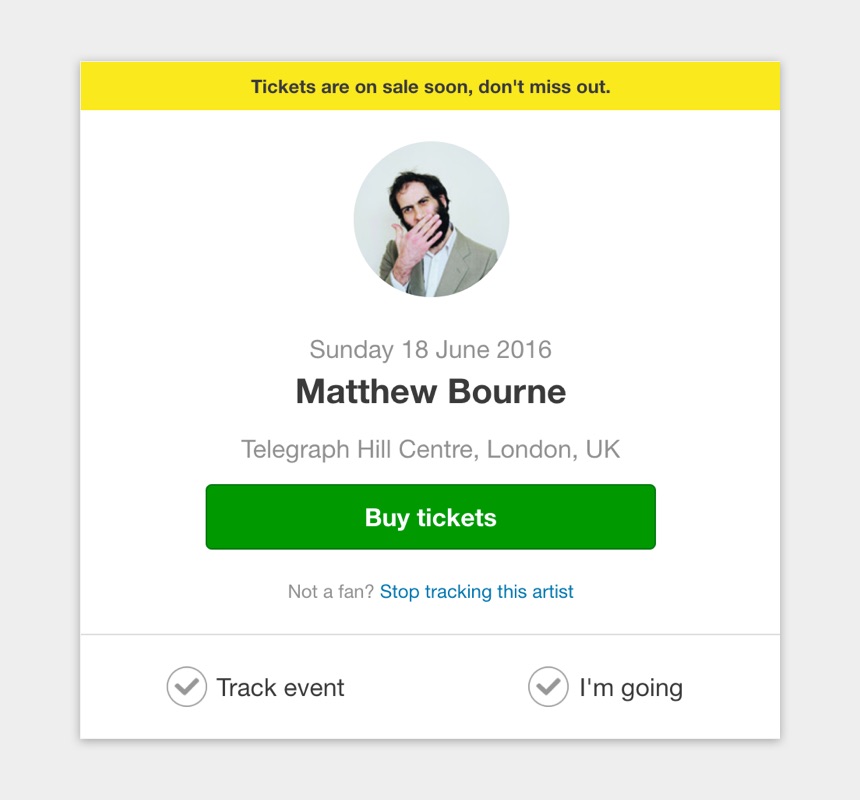 Tickets are on sale soon, don't miss out.
Sunday 18 June 2016
Matthew Bourne
Telegraph Hill Centre, London, UK
Buy tickets
Not a fan? Stop tracking this artist
Track event
I'm going